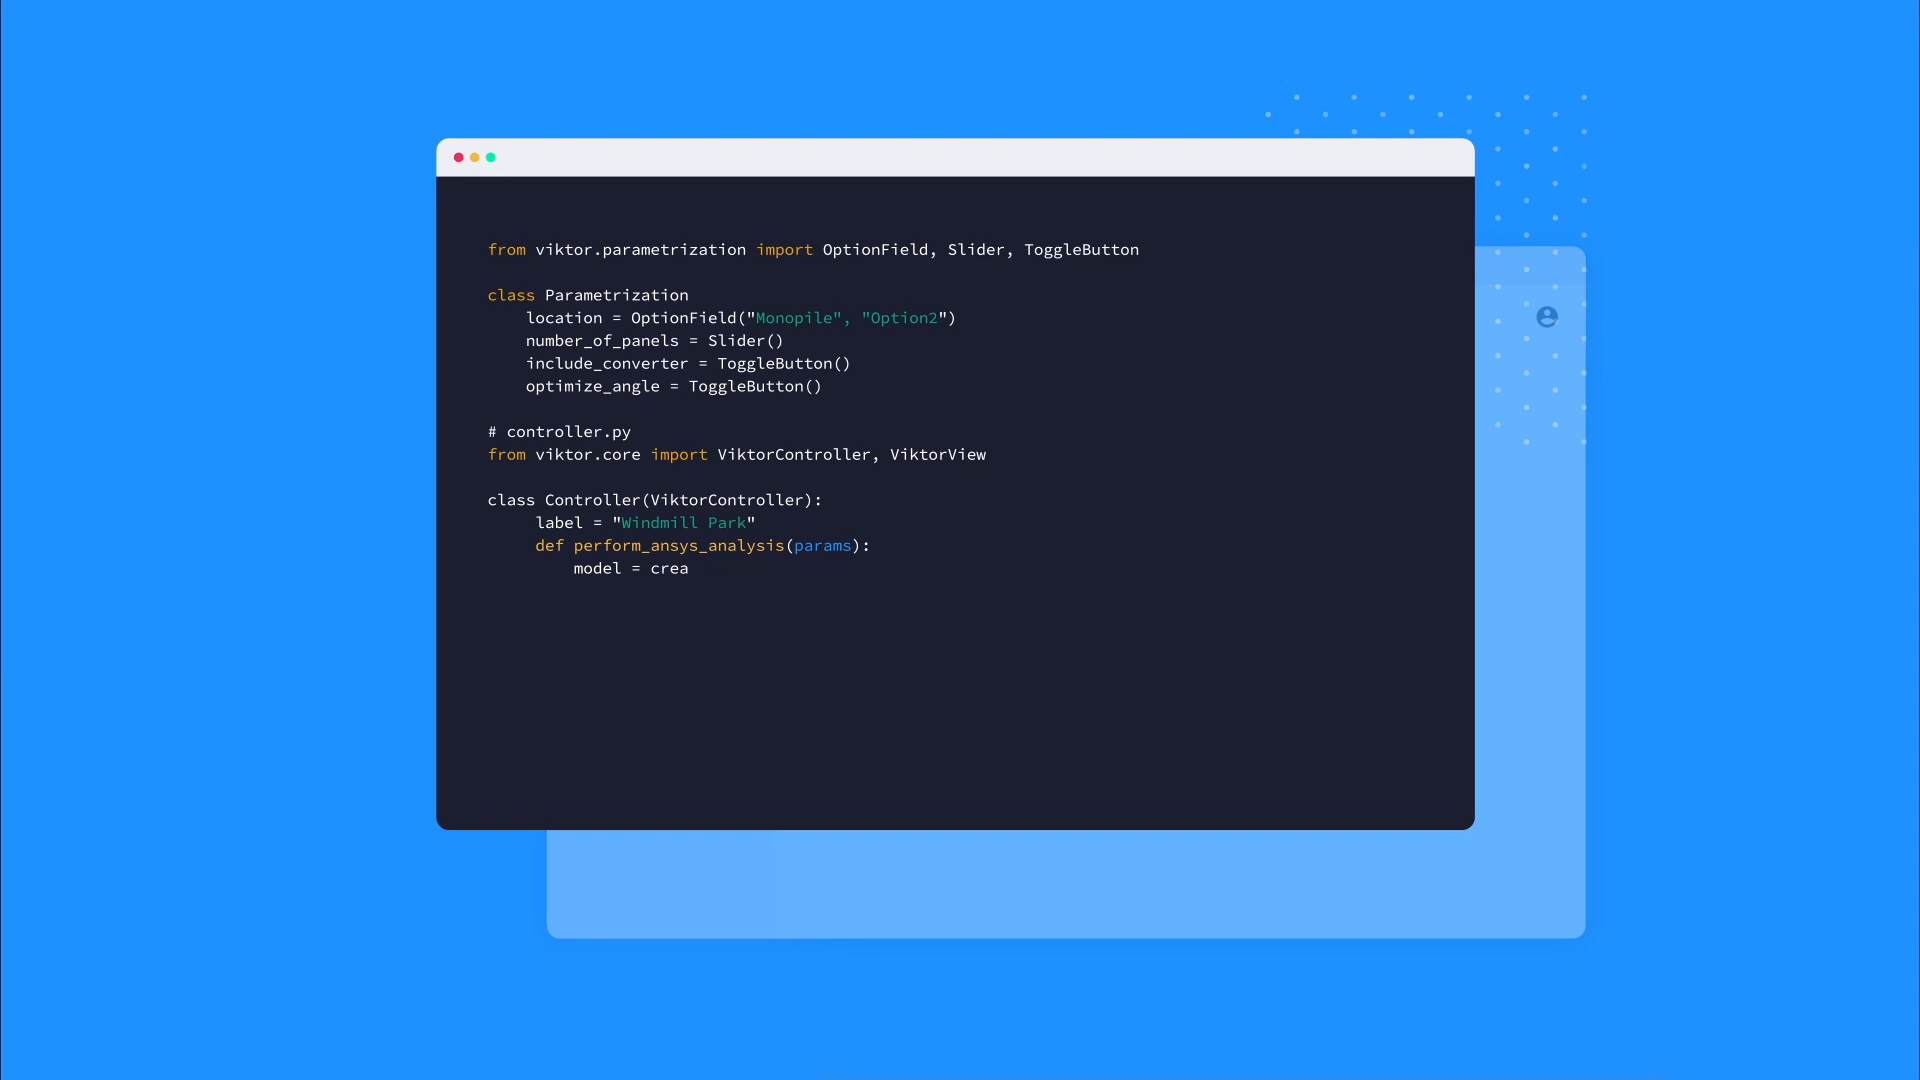 from viktor.parametrization import OptionField, Slider, ToggleButton
class Parametrization
location = OptionField("Monopile", "Option2")
number_of_panels = Slider()
include_converter = ToggleButton()
optimize_angle = ToggleButton()
# controller.py
from viktor.core import ViktorController, ViktorView
class Controller(ViktorController):
label = "Windmill Park"
def perform_ansys_analysis(params):
model = crea